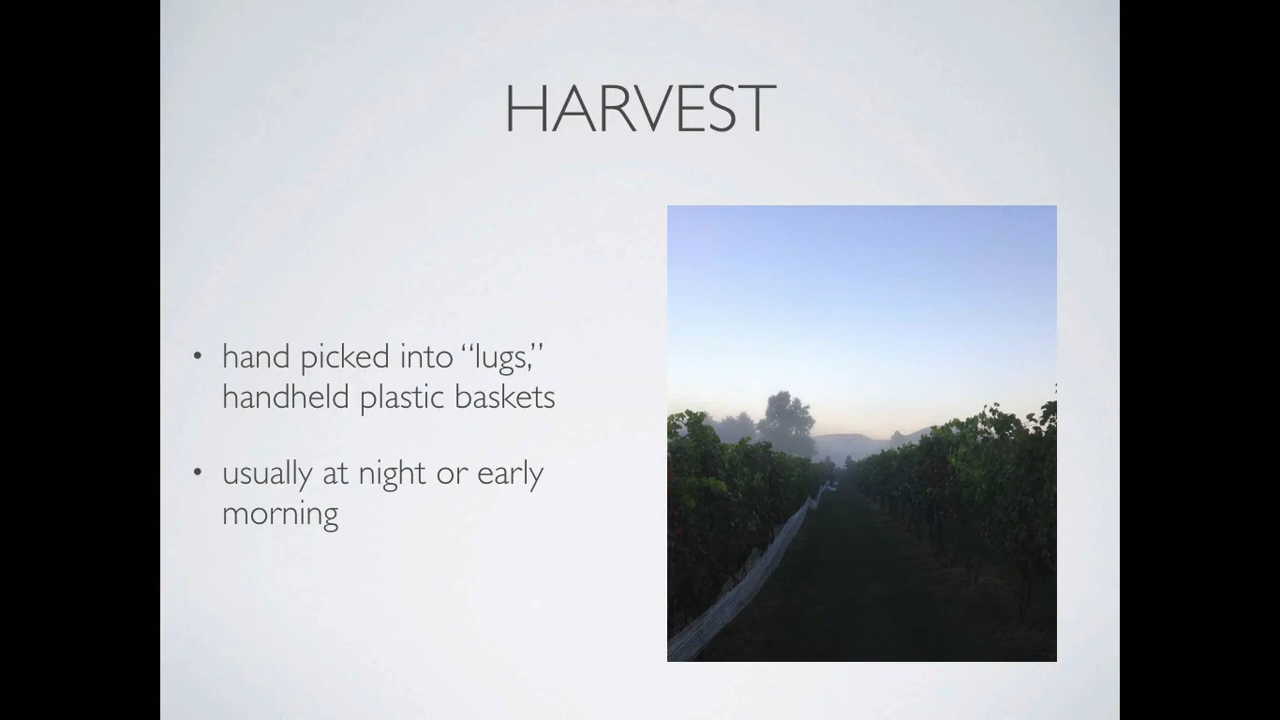 HARVEST
• hand picked into “lugs,”
handheld plastic baskets
• usually at night or early
morning